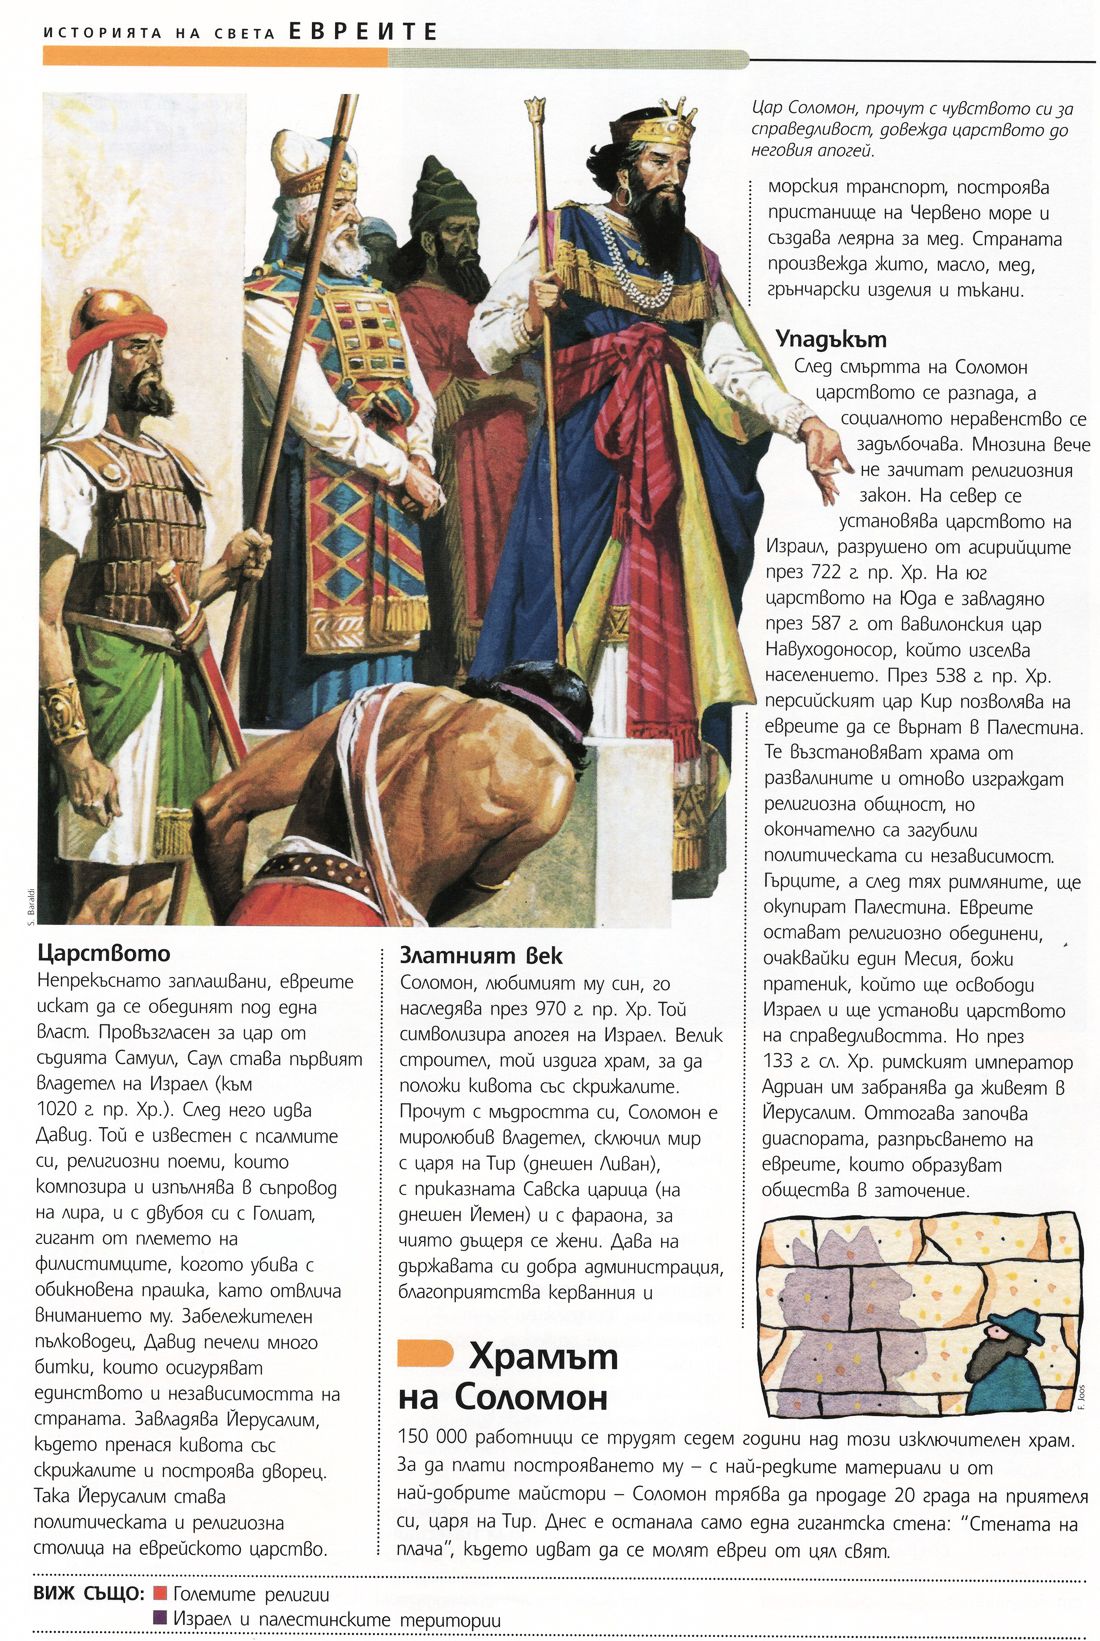 ИСТОРИЯТА НА СВЕТА ЕВРЕИТЕ
Цар Соломон, прочут с чувството си за
справедливост, довежда царството до
неговия апогей.
S. Baraldi
Царството
Непрекъснато заплашвани, евреите
искат да се обединят под една
власт. Провъзгласен за цар от
съдията Самуил, Саул става първият
владетел на Израел (към
1020 г. пр. Хр.). След него идва
Давид. Той е известен с псалмите
си, религиозни поеми, които
композира и изпълнява в съпровод
на лира, и с двубоя си с Голиат,
гигант от племето на
филистимците, когото убива с
обикновена прашка, като отвлича
вниманието му. Забележителен
пълководец, Давид печели много
битки, които осигуряват
единството и независимостта на
страната. Завладява Йерусалим,
където пренася кивота със
скрижалите и построява дворец.
Така Йерусалим става
политическата и религиозна
столица на еврейското царство.
Златният век
Соломон, любимият му син, го
наследява през 970 г. пр. Хр. Той
символизира апогея на Израел. Велик
строител, той издига храм, за да
положи кивота със скрижалите.
Прочут с мъдростта си, Соломон е
миролюбив владетел, сключил мир
с царя на Тир (днешен Ливан),
с приказната Савска царица (на
днешен Йемен) и с фараона, за
чиято дъщеря се жени. Дава на
държавата си добра администрация,
благоприятства керванния и
морския транспорт, построява
пристанище на Червено море и
създава леярна за мед. Страната
произвежда жито, масло, мед,
грънчарски изделия и тъкани.
Упадъкът
След смъртта на Соломон
царството се разпада, а
социалното неравенство се
задълбочава. Мнозина вече
не зачитат религиозния
закон. На север се
установява царството на
Израил, разрушено от асирийците
през 722 г. пр. Хр. На юг
царството на Юда е завладяно
през 587 г. от Вавилонския цар
Навуходоносор, който изселва
населението. През 538 г. пр. Хр.
персийският цар Кир позволява на
евреите да се върнат в Палестина.
Те възстановяват храма от
развалините и отново изграждат
религиозна общност, но
окончателно са загубили
политическата си независимост.
Гърците, а след тях римляните, ще
окупират Палестина. Евреите
остават религиозно обединени,
очаквайки един Месия, божи
пратеник, който ще освободи
Израел и ще установи царството
на справедливостта. Но през
133 г. сл. Хр. римският император
Адриан им забранява да живеят в
Йерусалим. Оттогава започва
диаспората, разпръсването на
евреите, които образуват
общества в заточение.
F. Joos
Храмът
на Соломон
150 000 работници се трудят седем години над този изключителен храм.
За да плати построяването му – с най-редките материали и от
най-добрите майстори – Соломон трябва да продаде 20 града на приятеля
си, царя на Тир. Днес е останала само една гигантска стена: "Стената на
плача", където идват да се молят евреи от цял свят.
ВИЖ СЪЩО: Големите религии
Израел и палестинските територии